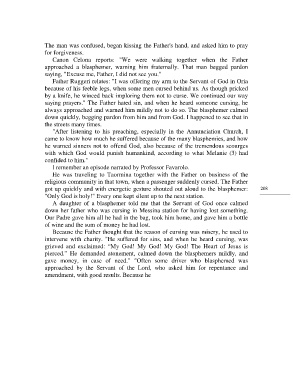 The man was confused, began kissing the Father's hand, and asked him to pray
for forgiveness.
Canon Celona reports: "We were walking together when the Father
approached a blasphemer, warning him fraternally. That man begged pardon
saying, "Excuse me, Father, I did not see you."
Father Ruggeri relates: "I was offering my arm to the Servant of God in Oria
because of his feeble legs, when some men cursed behind us. As though pricked
by a knife, he winced back imploring them not to curse. We continued our way
saying prayers." The Father hated sin, and when he heard someone cursing, he
always approached and warned him mildly not to do so. The blasphemer calmed
down quickly, begging pardon from him and from God. I happened to see that in
the streets many times.
"After listening to his preaching, especially in the Annunciation Church, I
came to know how much he suffered because of the many blasphemies, and how
he warned sinners not to offend God, also because of the tremendous scourges
with which God would punish humankind, according to what Melanie (3) had
confided to him."
I remember an episode narrated by Professor Favarolo.
He was traveling to Taormina together with the Father on business of the
religious community in that town, when a passenger suddenly cursed. The Father
got up quickly and with energetic gesture shouted out aloud to the blasphemer:
"Only God is holy!" Every one kept silent up to the next station.
A daughter of a blasphemer told me that the Servant of God once calmed
down her father who was cursing in Messina station for having lost something.
Our Padre gave him all he had in the bag, took him home, and gave him a bottle
of wine and the sum of money he had lost.
Because the Father thought that the reason of cursing was misery, he used to
intervene with charity. "He suffered for sins, and when he heard cursing, was
grieved and exclaimed: "My God! My God! My God! The Heart of Jesus is
pierced." He demanded atonement, calmed down the blasphemers mildly, and
gave money, in case of need." "Often some driver who blasphemed was
approached by the Servant of the Lord, who asked him for repentance and
amendment, with good results. Because he